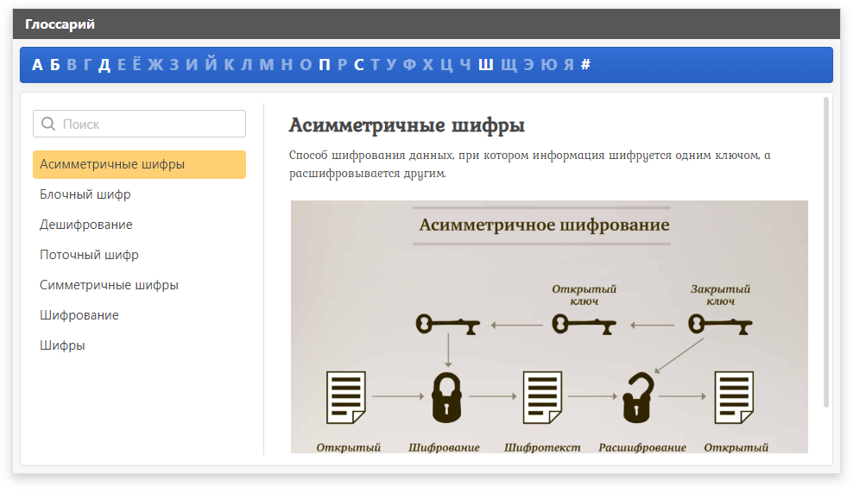 Глоссарий
А Б В Г Д Е Ё Ж З И Й К Л М Н О П Р С Т У Ф Х Ц Ч Ш Щ Э Ю Я #
Поиск
Асимметричные шифры
Блочный шифр
Дешифрование
Поточный шифр
Симметричные шифры
Шифрование
Шифры
Асимметричные шифры
Способ шифрования данных, при котором информация шифруется одним ключом, а
расшифровывается другим.
Асимметричное шифрование
Открытый
ключ
Закрытый
ключ
Открытый
Шифрование
Шифротекст
Расшифрование
Открытый